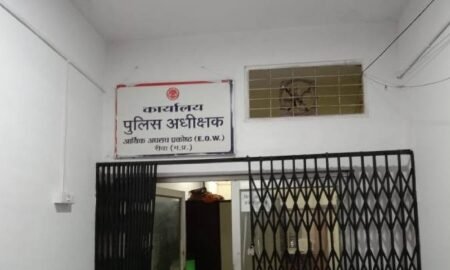 कार्यालय
पुलिस अधीक्षक
आर्थिक अपराध प्रकोष्ठ (E.O.W.)
रीवा (म.प्र.)